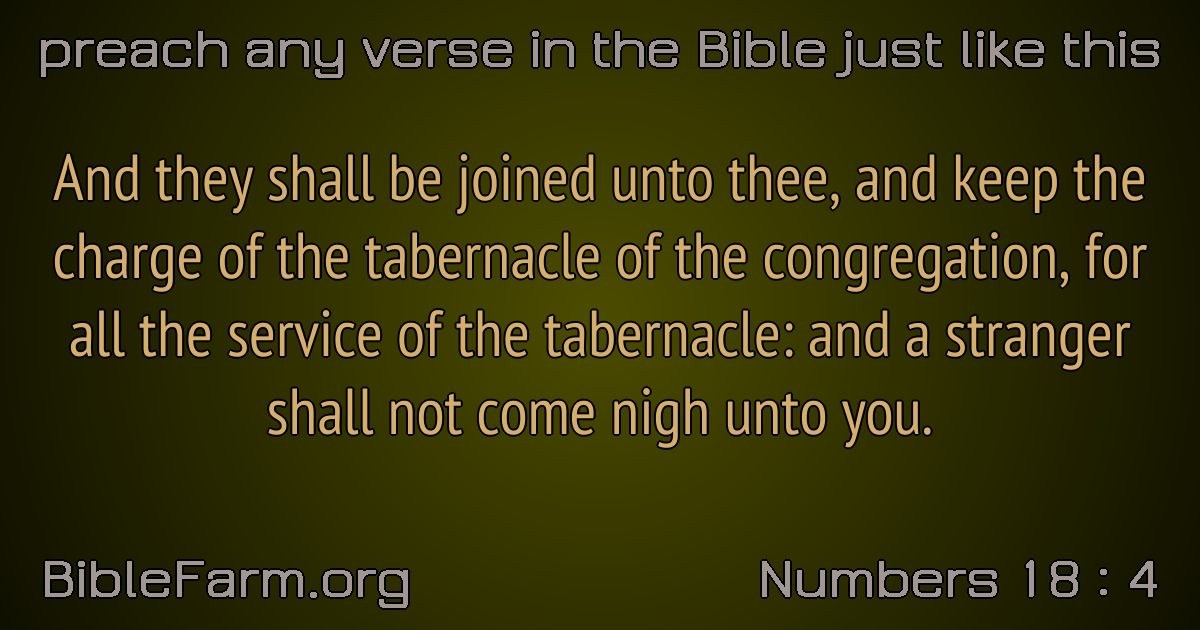 preach any verse in the Bible just like this
And they shall be joined unto thee, and keep the
charge of the tabernacle of the congregation, for
all the service of the tabernacle: and a stranger
shall not come nigh unto you.
BibleFarm.org
Numbers 18 : 4